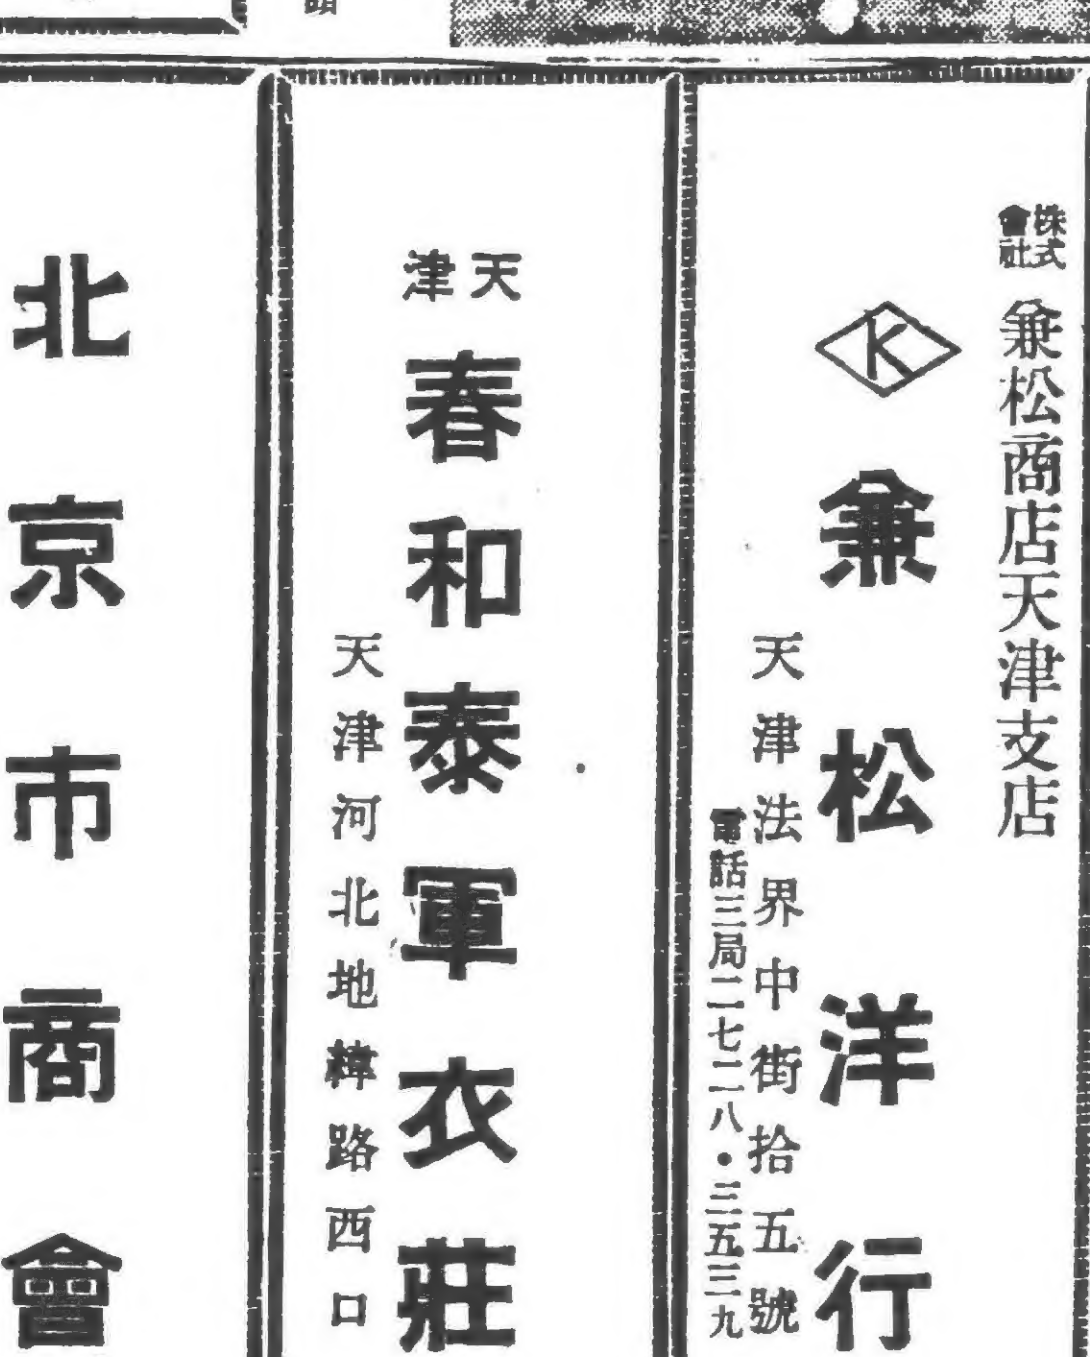 株式會社 兼松商店天津支店
K
兼松洋行
天津法界中街拾五號
電話三局二七二八・三五三九
天津
春和泰軍衣莊
天津河北地緯路西口
北京市商會